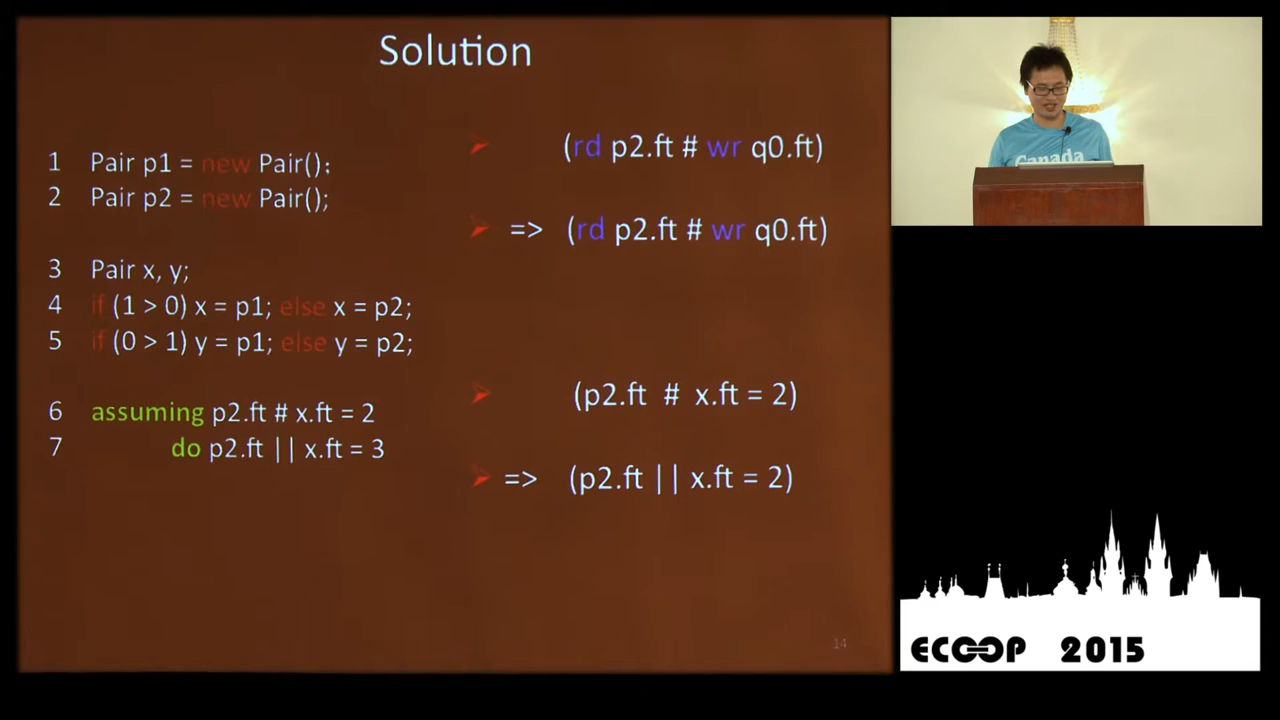 Solution
1 Pair p1 = new Pair();
2 Pair p2 = new Pair();
3 Pair x, y;
4 if (1 > 0) x = p1; else x = p2;
5 if (0 > 1) y = p1; else y = p2;
6 assuming p2.ft # x.ft = 2
7 do p2.ft || x.ft = 3
(rd p2.ft # wr q0.ft)
=> (rd p2.ft # wr q0.ft)
(p2.ft # x.ft = 2)
=> (p2.ft || x.ft = 2)
14
Canada
ECOOP 2015